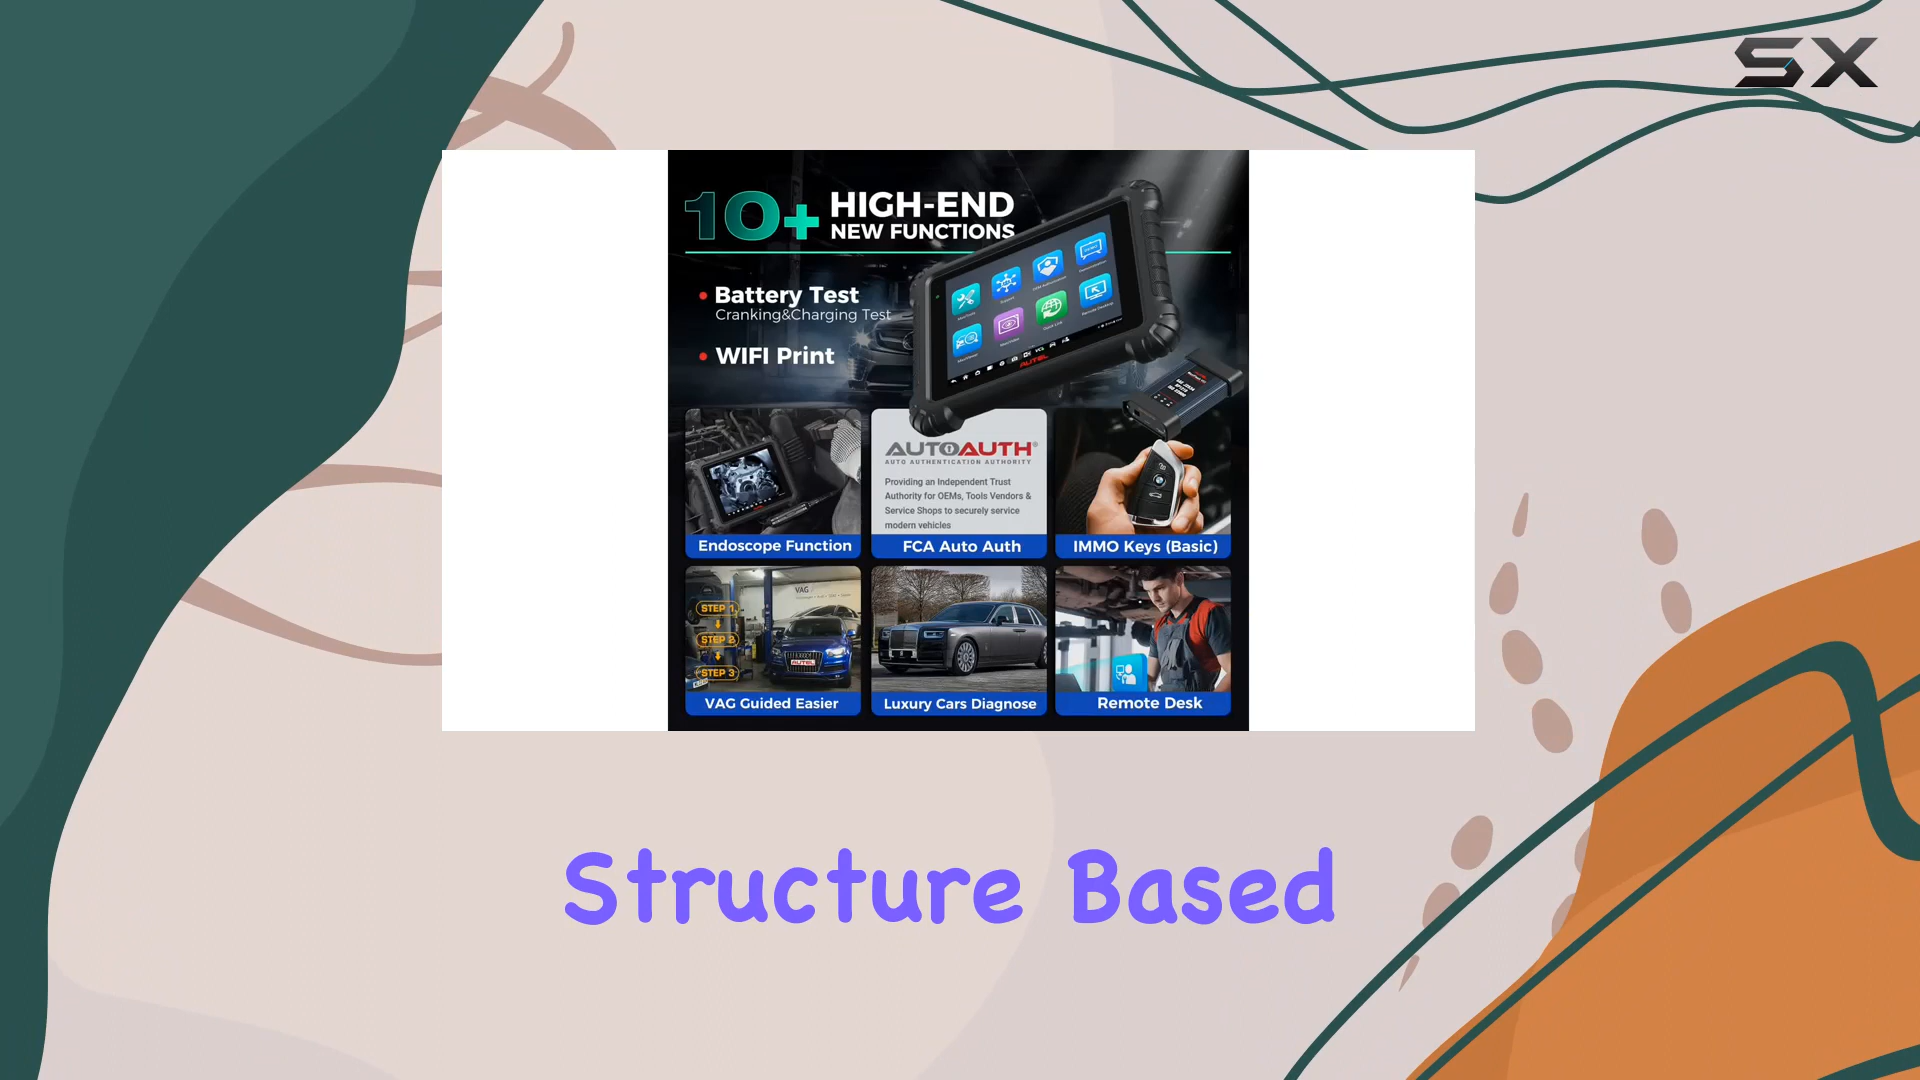 SX
10+ HIGH-END
NEW FUNCTIONS
• Battery Test
Cranking&Charging Test
• WIFI Print
AUTEL
AUTOAUTH®
AUTO AUTHENTICATION AUTHORITY
Providing an Independent Trust
Authority for OEMs, Tools Vendors &
Service Shops to securely service
modern vehicles
Endoscope Function
FCA Auto Auth
IMMO Keys (Basic)
VAG
STEP 1
STEP 2
STEP 3
AUTEL
VAG Guided Easier
Luxury Cars Diagnose
Remote Desk
Structure Based